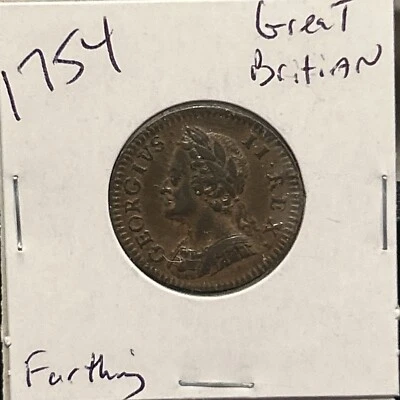 1754
Great
Britian
GEORGIVS II·REX
Farthing